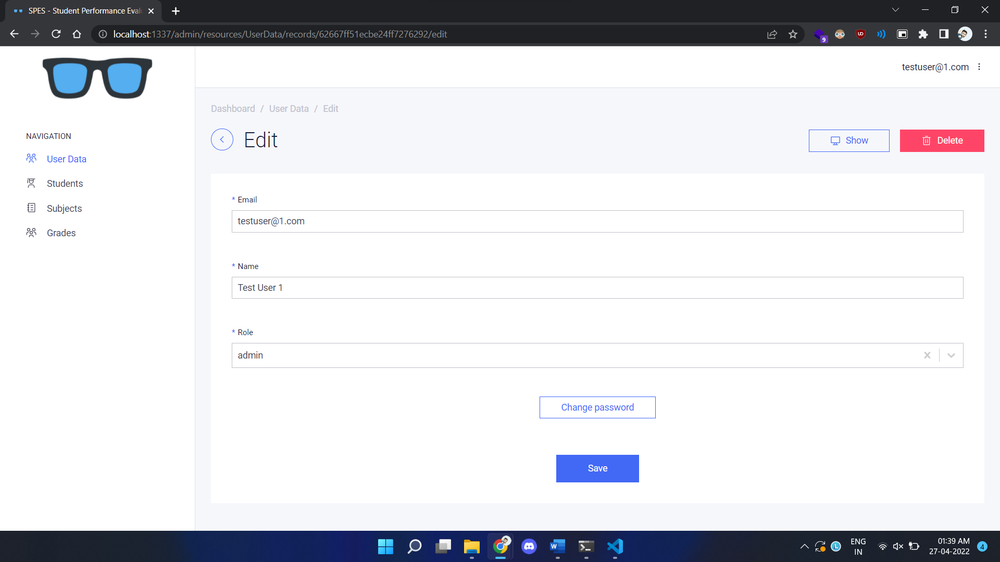 SPES - Student Performance Eval
localhost:1337/admin/resources/UserData/records/62667ff51ecbe24ff7276292/edit
9
testuser@1.com
Dashboard / User Data / Edit
NAVIGATION
User Data
Students
Subjects
Grades
Edit
Show
Delete
* Email
testuser@1.com
* Name
Test User 1
* Role
admin
Change password
Save
ENG
IN
01:39 AM
27-04-2022
4